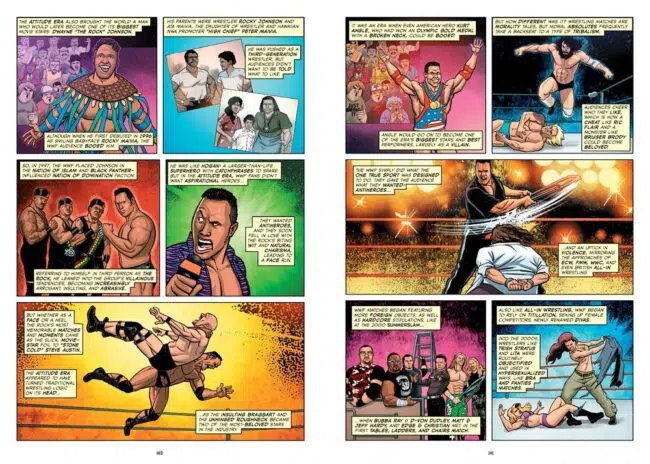 THE ATTITUDE ERA ALSO BROUGHT THE WORLD A MAN
WHO WOULD LATER BECOME ONE OF ITS BIGGEST
MOVIE STARS: DWAYNE "THE ROCK" JOHNSON.
ALTHOUGH WHEN HE FIRST DEBUTED IN 1996
AS SMILING BABYFACE ROCKY MAIVIA, THE
WWF AUDIENCE BOOED HIM.
HIS PARENTS WERE WRESTLER ROCKY JOHNSON AND
ATA MAIVIA, THE DAUGHTER OF WRESTLER AND HAWAIIAN
NWA PROMOTER "HIGH CHIEF" PETER MAIVIA.
HE WAS PUSHED AS A
THIRD-GENERATION
WRESTLER, BUT
AUDIENCES DIDN'T
WANT TO BE TOLD
WHAT TO LIKE.
SO, IN 1997, THE WWF PLACED JOHNSON IN
THE NATION OF ISLAM AND BLACK PANTHER-
INFLUENCED NATION OF DOMINATION FACTION.
REFERRING TO HIMSELF IN THIRD PERSON AS THE
ROCK, HE LEANED INTO THE GROUP'S VILLAINOUS
TENDENCIES, BECOMING INCREASINGLY
ARROGANT, INSULTING, AND ABRASIVE.
HE WAS LIKE HOGAN: A LARGER-THAN-LIFE
SUPERHERO WITH CATCHPHRASES TO SPARE.
BUT IN THE ATTITUDE ERA, WWF FANS DIDN'T
WANT ASPIRATIONAL HEROES...
...THEY WANTED
ANTIHEROES,
AND THEY SOON
FELL IN LOVE WITH
THE ROCK'S BITING
WIT AND NATURAL
CHARISMA,
LEADING TO
A FACE RUN.
BUT WHETHER AS A
FACE OR A HEEL,
THE ROCK'S MOST
MEMORABLE MATCHES
AND MOMENTS CAME
AS THE SLICK, MOVIE-
STAR FOIL TO "STONE
COLD" STEVE AUSTIN.
THE ATTITUDE ERA
APPEARED TO HAVE
TURNED TRADITIONAL
WRESTLING LOGIC
ON ITS HEAD...
...AS THE INSULTING BRAGGART AND
THE UNHINGED ROUGHNECK BECAME
TWO OF THE MOST-BELOVED STARS
IN THE INDUSTRY.
IT WAS AN ERA WHEN EVEN AMERICAN HERO KURT
ANGLE, WHO HAD WON AN OLYMPIC GOLD MEDAL
WITH A BROKEN NECK, COULD BE BOOED!
ANGLE WOULD GO ON TO BECOME ONE
OF THE ERA'S BIGGEST STARS AND BEST
PERFORMERS, LARGELY AS A VILLAIN.
BUT HOW DIFFERENT WAS IT? WRESTLING MATCHES ARE
MORALITY TALES, BUT MORAL ABSOLUTES FREQUENTLY
TAKE A BACKSEAT TO A TYPE OF TRIBALISM.
AUDIENCES CHEER
WHO THEY LIKE,
WHICH IS HOW A
CHEAT LIKE RIC
FLAIR AND A
MONSTER LIKE
BRUISER BRODY
COULD BECOME
BELOVED.
THE WWF SIMPLY DID WHAT THE
ONE TRUE SPORT WAS DESIGNED
TO DO. THEY GAVE THE AUDIENCE
WHAT THEY WANTED—
ANTIHEROES...
...AND AN UPTICK IN
VIOLENCE, MIRRORING
THE APPROACHES OF
ECW, FMW, WWC, AND
EVEN BRITISH ALL-IN
WRESTLING.
WWF MATCHES BEGAN FEATURING
MORE FOREIGN OBJECTS, AS WELL
AS HARDCORE STIPULATIONS, LIKE
AT THE 2000 SUMMERSLAM...
...WHEN BUBBA RAY & D-VON DUDLEY, MATT &
JEFF HARDY, AND EDGE & CHRISTIAN MET IN THE
FIRST TABLES, LADDERS, AND CHAIRS MATCH.
ALSO LIKE ALL-IN WRESTLING, WWF BEGAN
TO RELY ON TITILLATION, SEXING UP FEMALE
COMPETITORS, NEWLY RENAMED DIVAS.
INTO THE 2000S,
WRESTLERS LIKE
TRISH STRATUS
AND LITA WERE
ROUTINELY
OBJECTIFIED
AND USED IN
HYPERSEXUALIZED
WAYS, LIKE BRA
AND PANTIES
MATCHES.